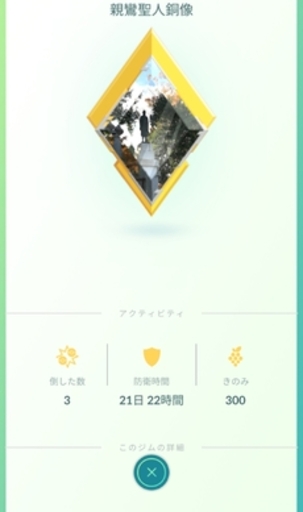 親鸞聖人銅像
アクティビティ
倒した数
防衛時間
きのみ
3
21日 22時間
300
このジムの詳細